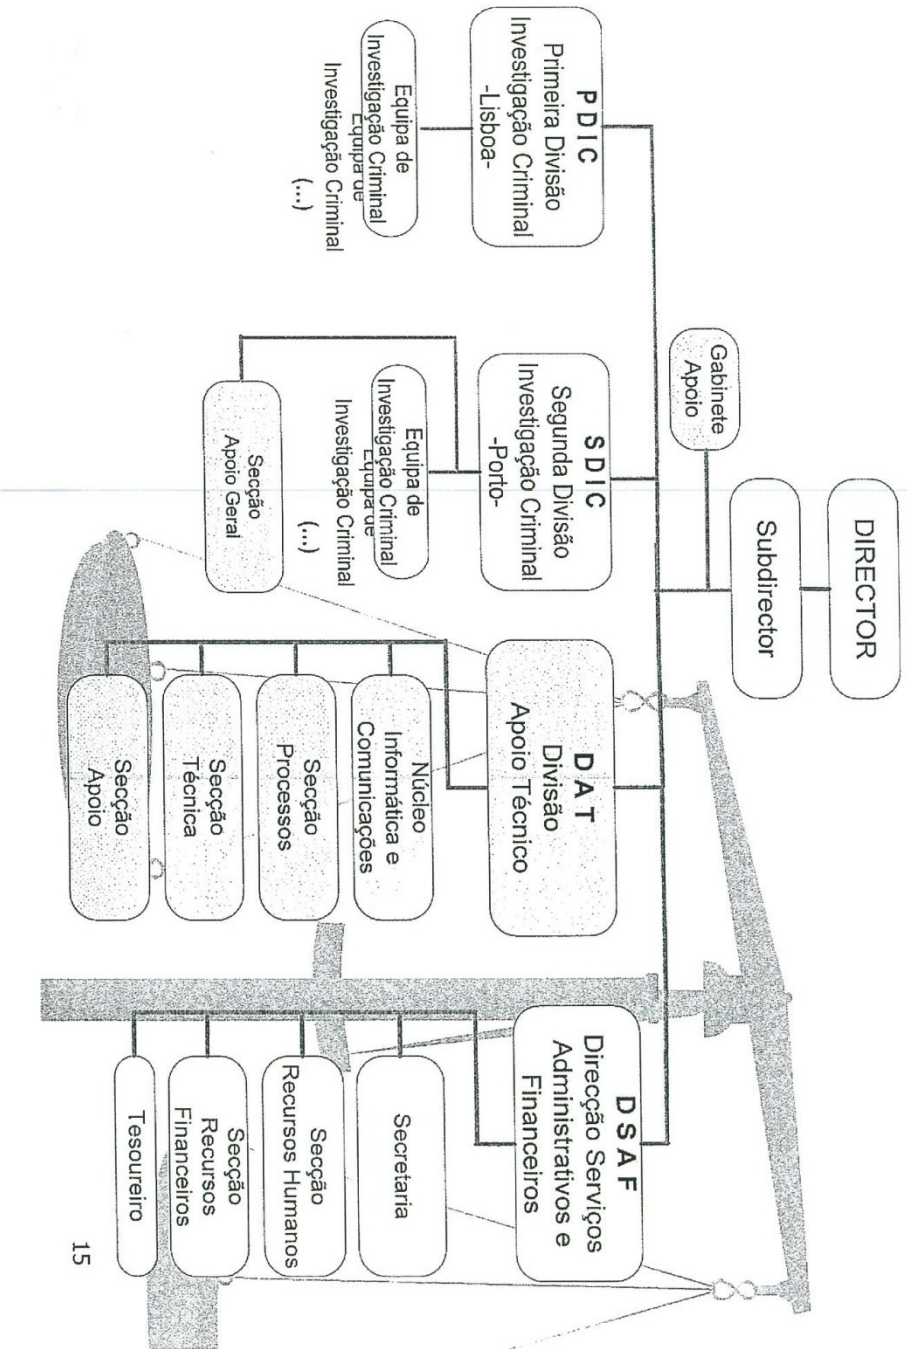 DIRECTOR
Subdirector
Gabinete
Apoio
P D I C
Primeira Divisão
Investigação Criminal
-Lisboa-
Equipa de
Investigação Criminal
Equipa de
Investigação Criminal
(...)
S D I C
Segunda Divisão
Investigação Criminal
-Porto-
Equipa de
Investigação Criminal
Equipa de
Investigação Criminal
(...)
Secção
Apoio Geral
D A T
Divisão
Apoio Técnico
Núcleo
Informática e
Comunicações
Secção
Processos
Secção
Técnica
Secção
Apoio
D S A F
Direcção Serviços
Administrativos e
Financeiros
Secretaria
Secção
Recursos Humanos
Secção
Recursos
Financeiros
Tesoureiro
15